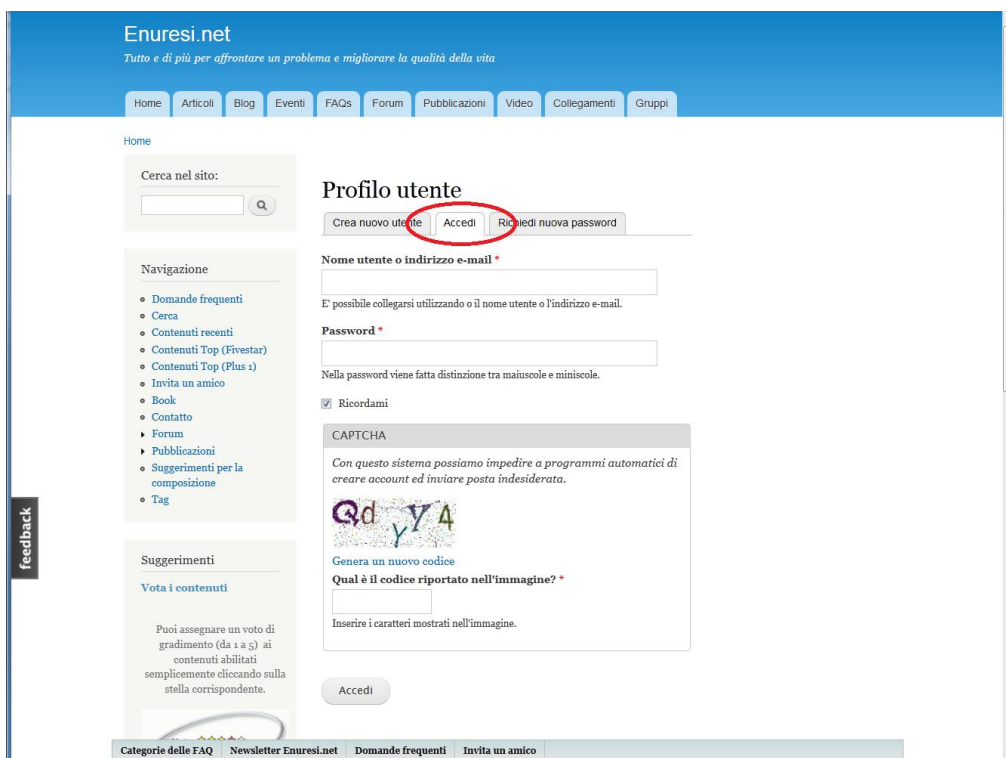 Enuresi.net
Tutto e di più per affrontare un problema e migliorare la qualità della vita
Home Articoli Blog Eventi FAQs Forum Pubblicazioni Video Collegamenti Gruppi
Home
Cerca nel sito:
Navigazione
Domande frequenti
Cerca
Contenuti recenti
Contenuti Top (Fivestar)
Contenuti Top (Plus 1)
Invita un amico
Book
Contatto
Forum
Pubblicazioni
Suggerimenti per la
composizione
Tag
Suggerimenti
Vota i contenuti
Puoi assegnare un voto di
gradimento (da 1 a 5) ai
contenuti abilitati
semplicemente cliccando sulla
stella corrispondente.
Profilo utente
Crea nuovo utente Accedi Richiedi nuova password
Nome utente o indirizzo e-mail *
E' possibile collegarsi utilizzando o il nome utente o l'indirizzo e-mail.
Password *
Nella password viene fatta distinzione tra maiuscole e miniscole.
Ricordami
CAPTCHA
Con questo sistema possiamo impedire a programmi automatici di
creare account ed inviare posta indesiderata.
Qd y Y 4
Genera un nuovo codice
Qual è il codice riportato nell'immagine? *
Inserire i caratteri mostrati nell'immagine.
Accedi
feedback
Categorie delle FAQ Newsletter Enuresi.net Domande frequenti Invita un amico